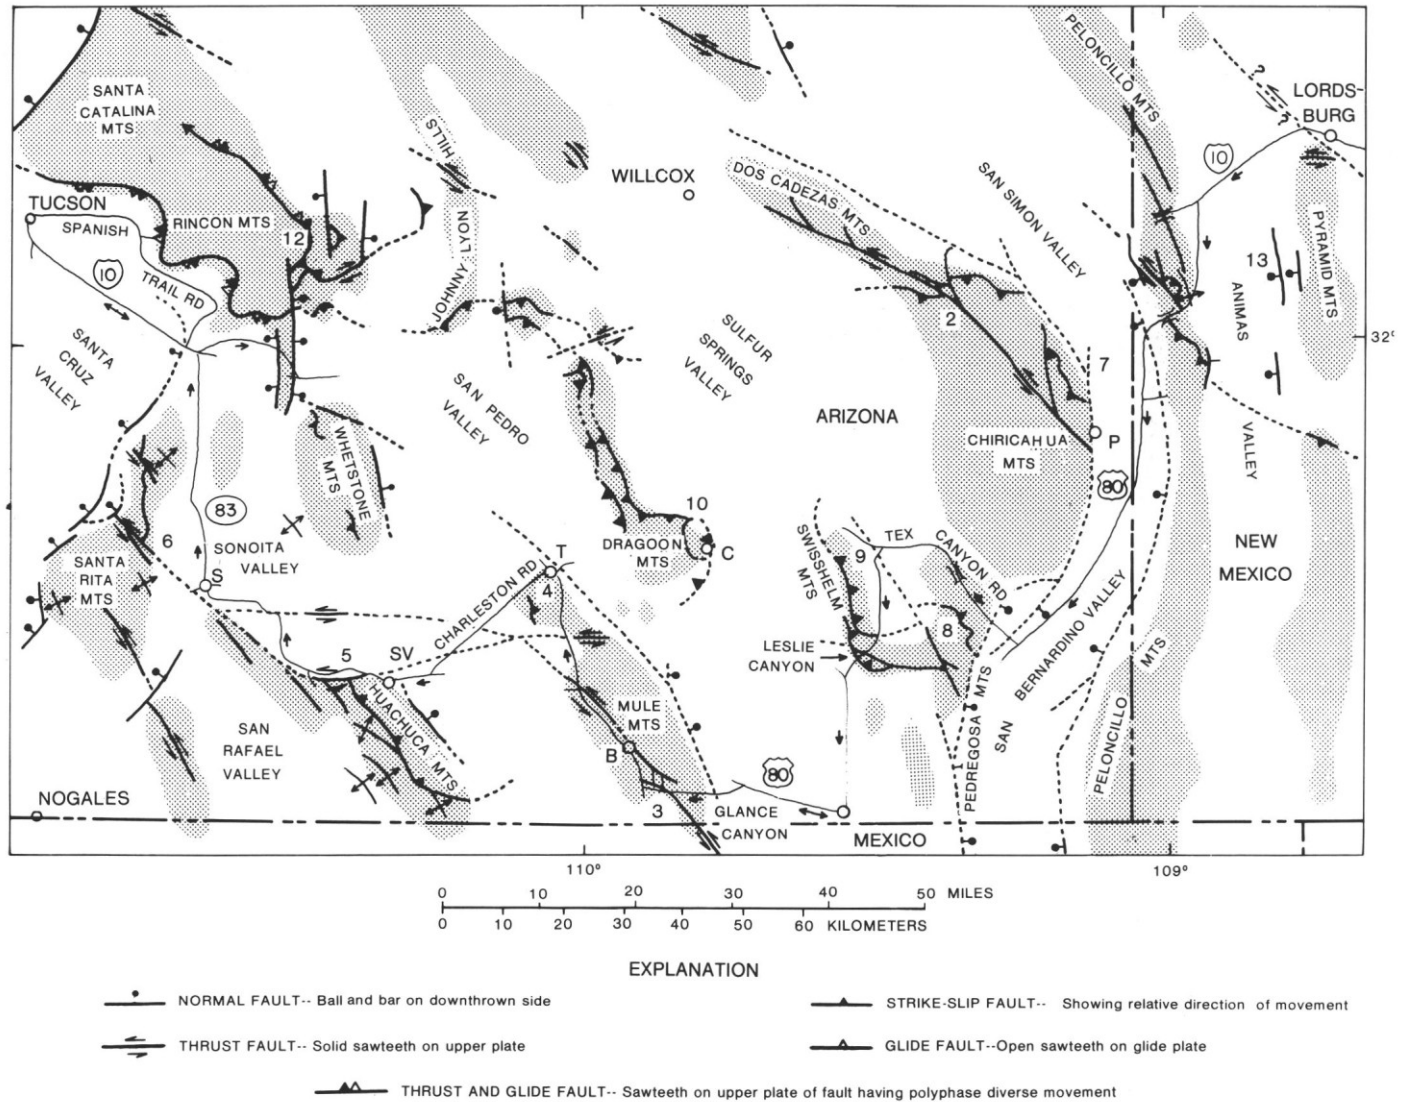 PELONCILLO MTS
LORDS-
BURG
SANTA
CATALINA
MTS
HILLS
10
WILLCOX
DOS CADEZAS MTS
SAN SIMON VALLEY
TUCSON
SPANISH
RINCON MTS
12
JOHNNY LYON
PYRAMID MTS
10
TRAIL RD
13
ANIMAS
2
32°
SANTA
CRUZ
VALLEY
SULFUR
SPRINGS
VALLEY
7
SAN PEDRO
VALLEY
ARIZONA
P
CHIRICAHUA
MTS
VALLEY
WHETSTONE
MTS
80
83
10
6
SONOITA
VALLEY
T
DRAGOON
MTS
C
SWISSHELM
MTS
TEX
CANYON RD
9
NEW
MEXICO
SANTA
RITA
MTS
S
4
CHARLESTON RD
8
LESLIE
CANYON
SAN
BERNARDINO VALLEY
5
SV
PEDREGOSA MTS
PELONCILLO
MTS
HUACHUCA MTS
MULE
MTS
SAN
RAFAEL
VALLEY
B
80
NOGALES
3
GLANCE
CANYON
MEXICO
110°
109°
0 10 20 30 40 50 MILES
0 10 20 30 40 50 60 KILOMETERS
EXPLANATION
NORMAL FAULT-- Ball and bar on downthrown side
STRIKE-SLIP FAULT-- Showing relative direction of movement
THRUST FAULT-- Solid sawteeth on upper plate
GLIDE FAULT--Open sawteeth on glide plate
THRUST AND GLIDE FAULT-- Sawteeth on upper plate of fault having polyphase diverse movement